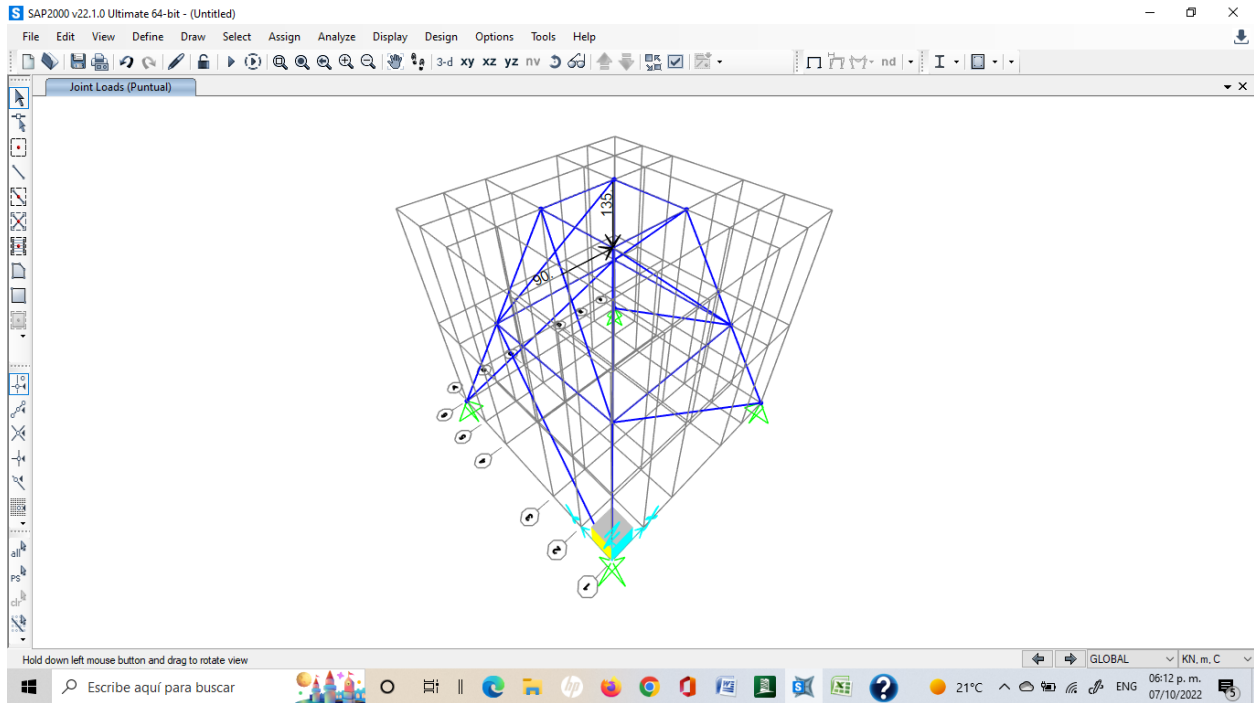 SAP2000 v22.1.0 Ultimate 64-bit - (Untitled)
File Edit View Define Draw Select Assign Analyze Display Design Options Tools Help
3-d xy xz yz nv nd
Joint Loads (Puntual)
135
90.
all
PS
clr
Hold down left mouse button and drag to rotate view
GLOBAL
KN, m, C
Escribe aquí para buscar
21°C
ENG
06:12 p. m.
07/10/2022
5